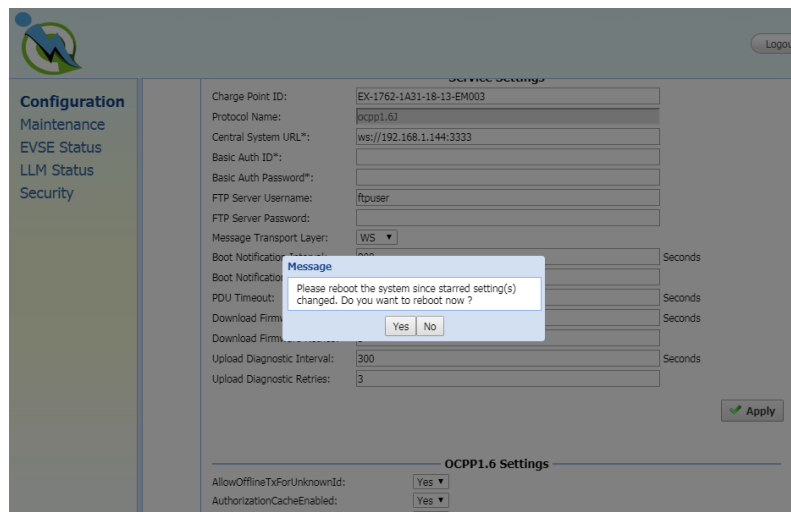 Logou
Configuration
Maintenance
EVSE Status
LLM Status
Security
Service Settings
Charge Point ID: EX-1762-1A31-18-13-EM003
Protocol Name: ocpp1.6J
Central System URL*: ws://192.168.1.144:3333
Basic Auth ID*:
Basic Auth Password*:
FTP Server Username: ftpuser
FTP Server Password:
Message Transport Layer: WS
Boot Notification Seconds
Boot Notification
PDU Timeout: Seconds
Download Firmw Seconds
Download
Upload Diagnostic Interval: 300 Seconds
Upload Diagnostic Retries: 3
Message
Please reboot the system since starred setting(s)
changed. Do you want to reboot now ?
Yes No
Apply
OCPP1.6 Settings
AllowOfflineTxForUnknownId: Yes
AuthorizationCacheEnabled: Yes